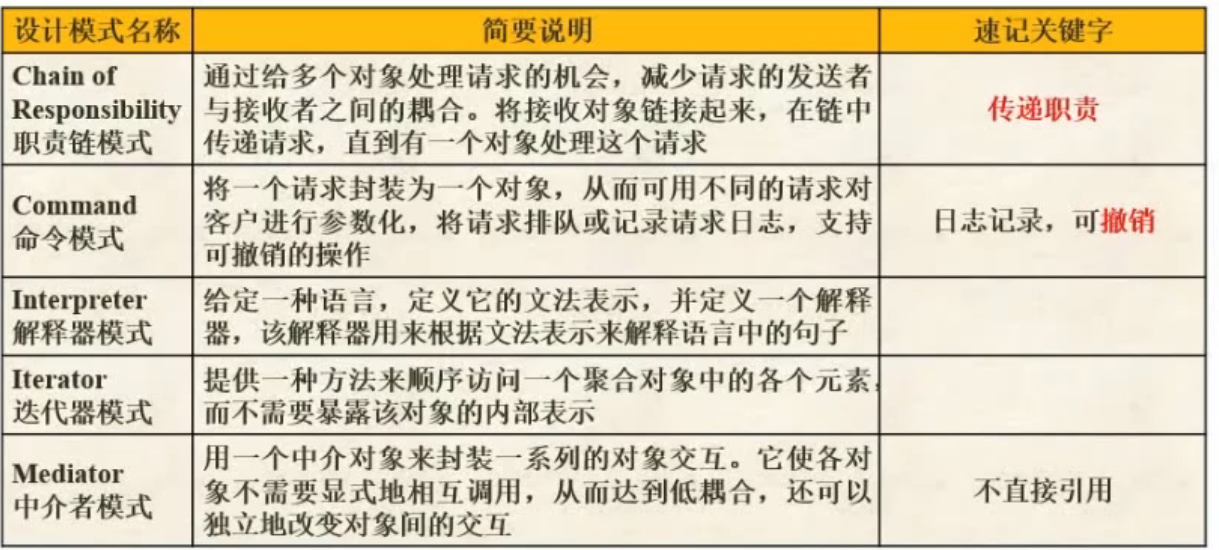 设计模式名称 简要说明 速记关键字
Chain of
Responsibility
职责链模式
通过给多个对象处理请求的机会，减少请求的发送者
与接收者之间的耦合。将接收对象链接起来，在链中
传递请求，直到有一个对象处理这个请求
传递职责
Command
命令模式
将一个请求封装为一个对象，从而可用不同的请求对
客户进行参数化，将请求排队或记录请求日志，支持
可撤销的操作
日志记录，可撤销
Interpreter
解释器模式
给定一种语言，定义它的文法表示，并定义一个解释
器，该解释器用来根据文法表示来解释语言中的句子
Iterator
迭代器模式
提供一种方法来顺序访问一个聚合对象中的各个元素，
而不需要暴露该对象的内部表示
Mediator
中介者模式
用一个中介对象来封装一系列的对象交互。它使各对
象不需要显式地相互调用，从而达到低耦合，还可以
独立地改变对象间的交互
不直接引用